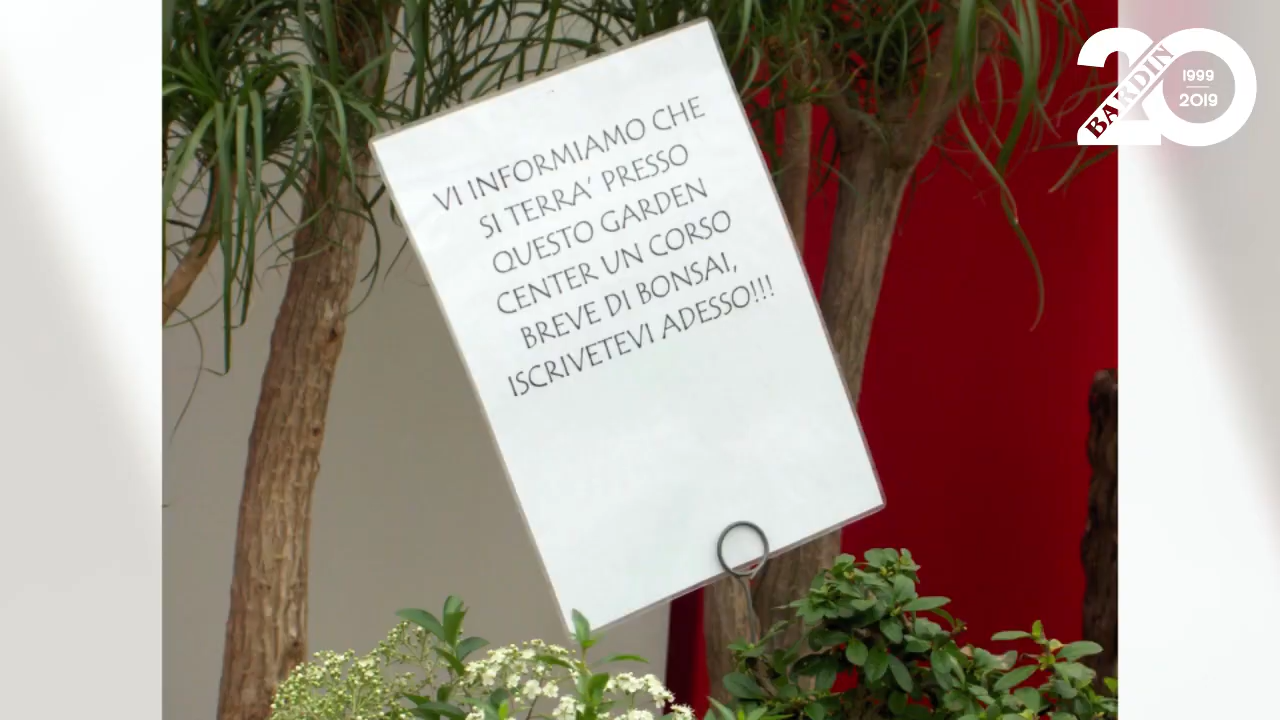 VI INFORMIAMO CHE
SI TERRA' PRESSO
QUESTO GARDEN
CENTER UN CORSO
BREVE DI BONSAI,
ISCRIVETEVI ADESSO!!!
20
BARDIN
1999
2019